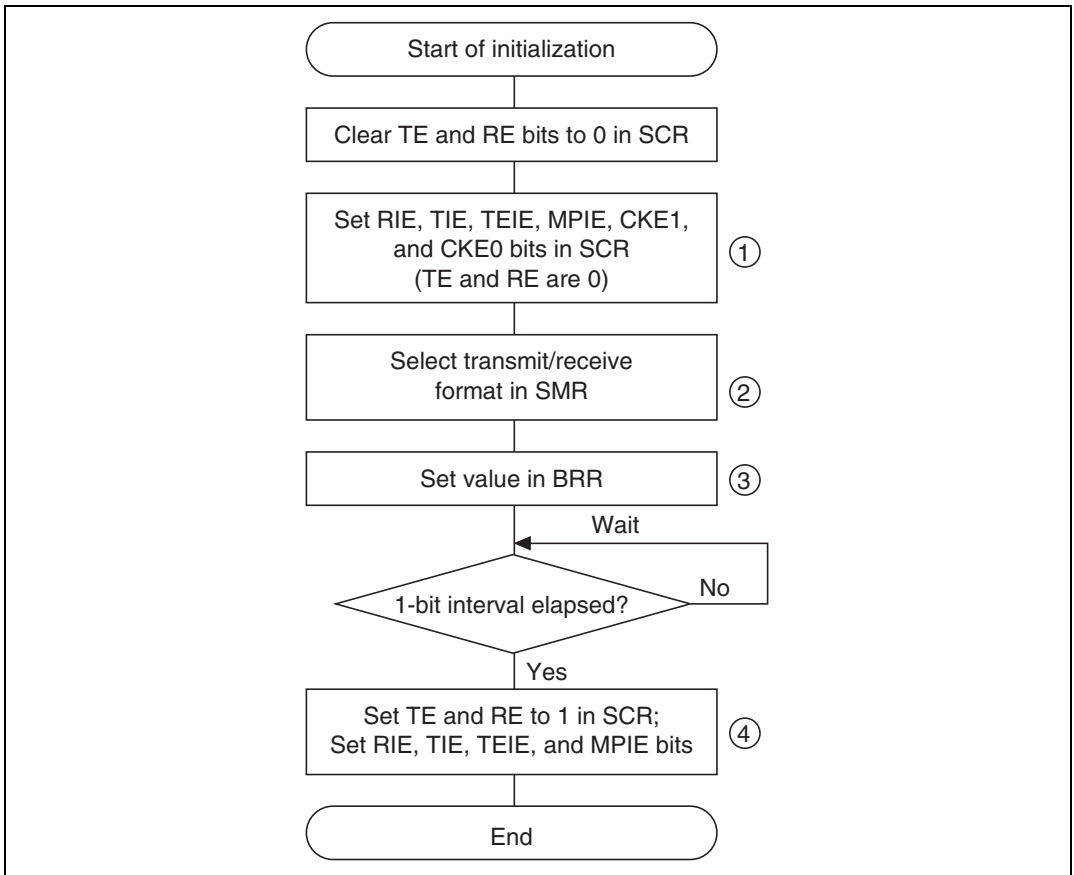 Start of initialization
Clear TE and RE bits to 0 in SCR
Set RIE, TIE, TEIE, MPIE, CKE1,
and CKE0 bits in SCR
(TE and RE are 0)
①
Select transmit/receive
format in SMR
②
Set value in BRR
③
Wait
1-bit interval elapsed?
No
Yes
Set TE and RE to 1 in SCR;
Set RIE, TIE, TEIE, and MPIE bits
④
End